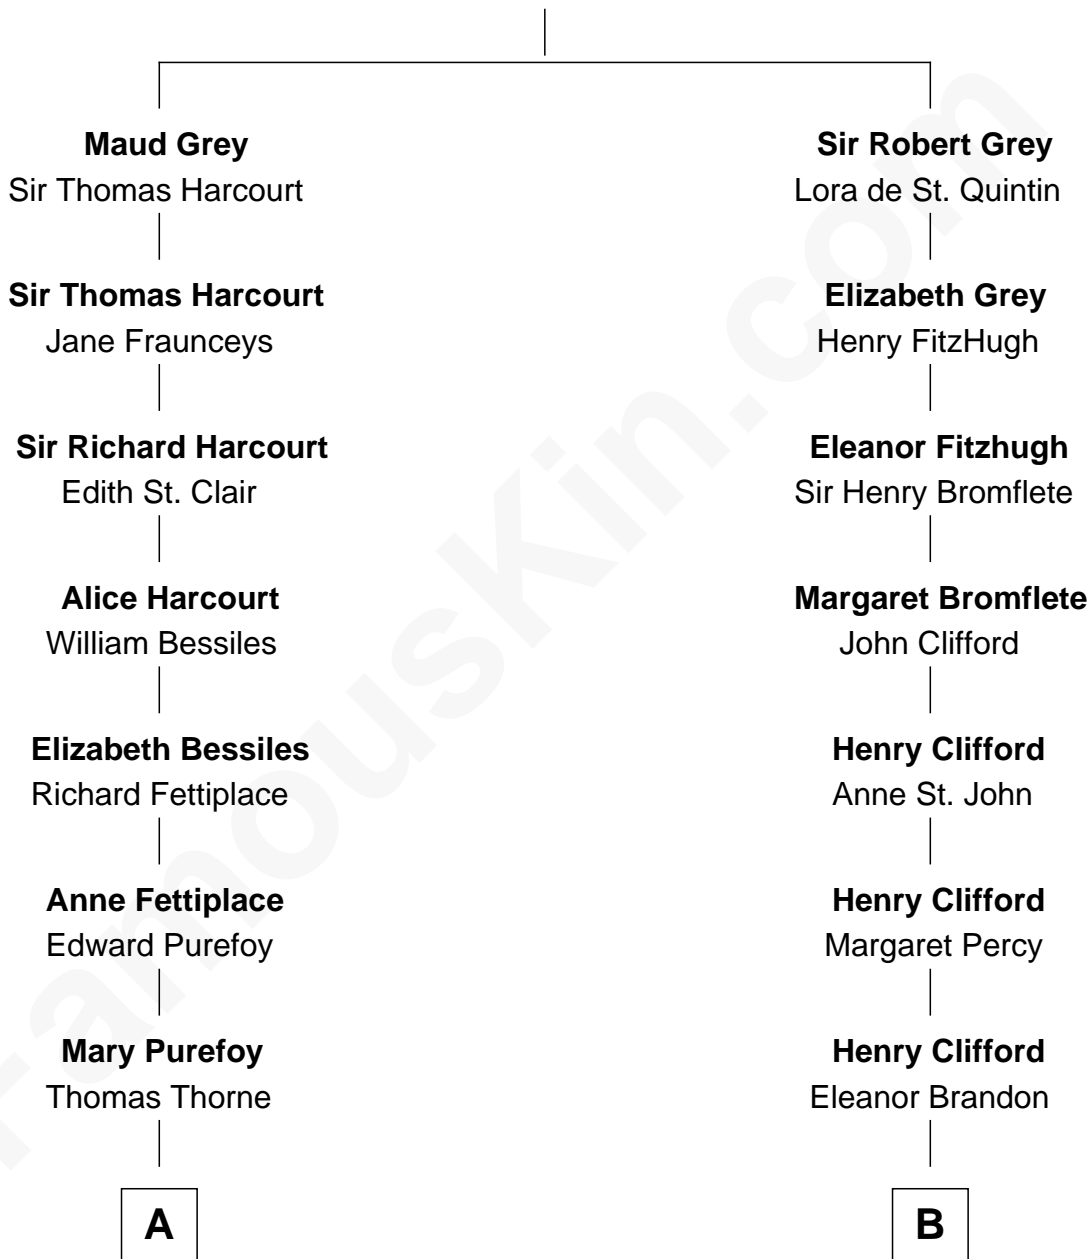 Maud Grey
Sir Thomas Harcourt
Sir Thomas Harcourt
Jane Fraunceys
Sir Richard Harcourt
Edith St. Clair
Alice Harcourt
William Bessiles
Elizabeth Bessiles
Richard Fettiplace
Anne Fettiplace
Edward Purefoy
Mary Purefoy
Thomas Thorne
A
Sir Robert Grey
Lora de St. Quintin
Elizabeth Grey
Henry FitzHugh
Eleanor Fitzhugh
Sir Henry Bromflete
Margaret Bromflete
John Clifford
Henry Clifford
Anne St. John
Henry Clifford
Margaret Percy
Henry Clifford
Eleanor Brandon
B
FamousKin.com